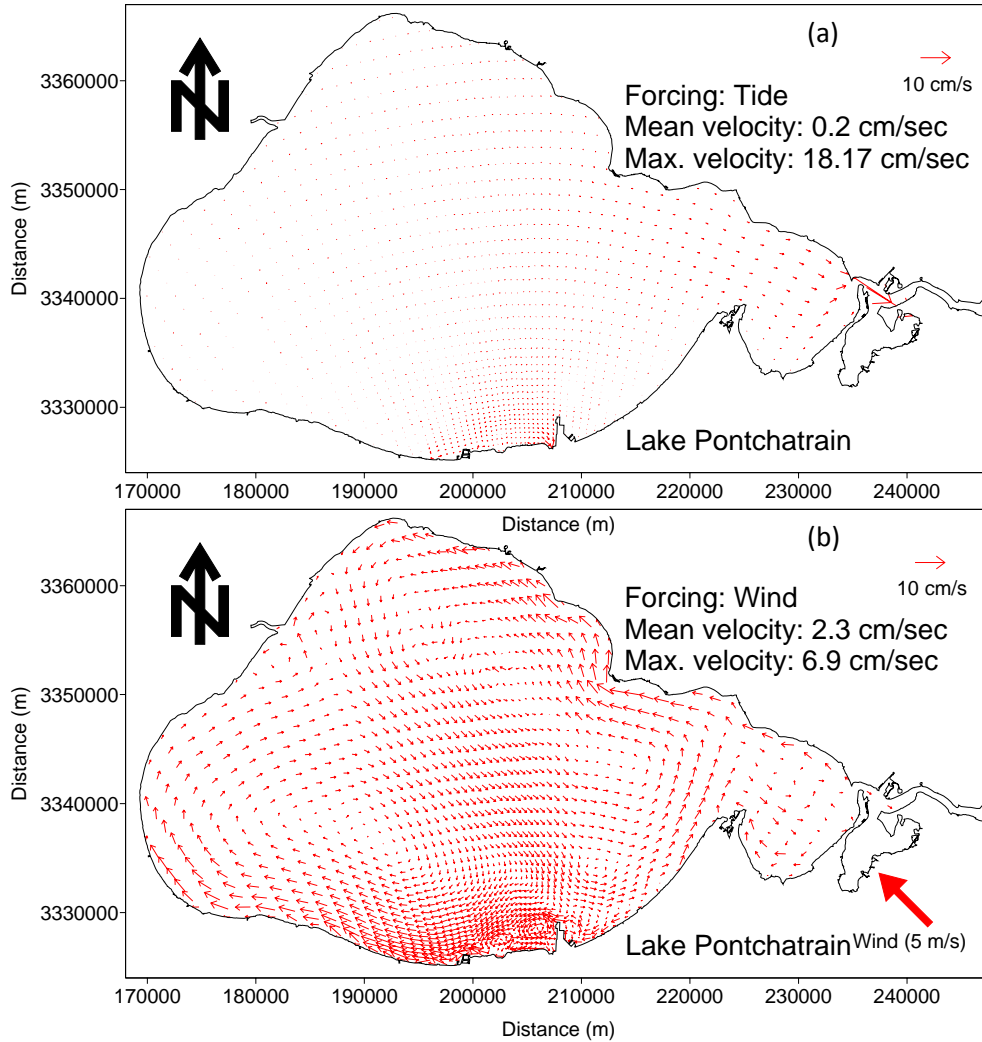 (a)
10 cm/s
N
Forcing: Tide
Mean velocity: 0.2 cm/sec
Max. velocity: 18.17 cm/sec
3360000
3350000
3340000
3330000
Distance (m)
Lake Pontchatrain
170000 180000 190000 200000 210000 220000 230000 240000
Distance (m)
(b)
10 cm/s
N
Forcing: Wind
Mean velocity: 2.3 cm/sec
Max. velocity: 6.9 cm/sec
3360000
3350000
3340000
3330000
Distance (m)
Lake Pontchatrain
Wind (5 m/s)
170000 180000 190000 200000 210000 220000 230000 240000
Distance (m)